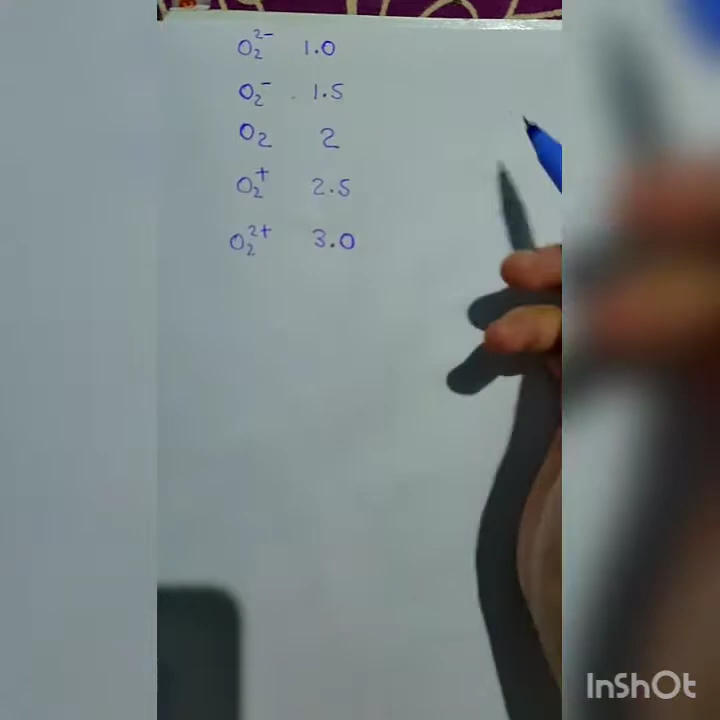 O₂²⁻ 1.0
O₂⁻ 1.5
O₂ 2
O₂⁺ 2.5
O₂²⁺ 3.0
InShOt